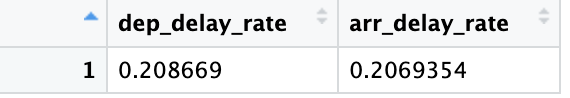 dep_delay_rate arr_delay_rate
1 0.208669 0.2069354